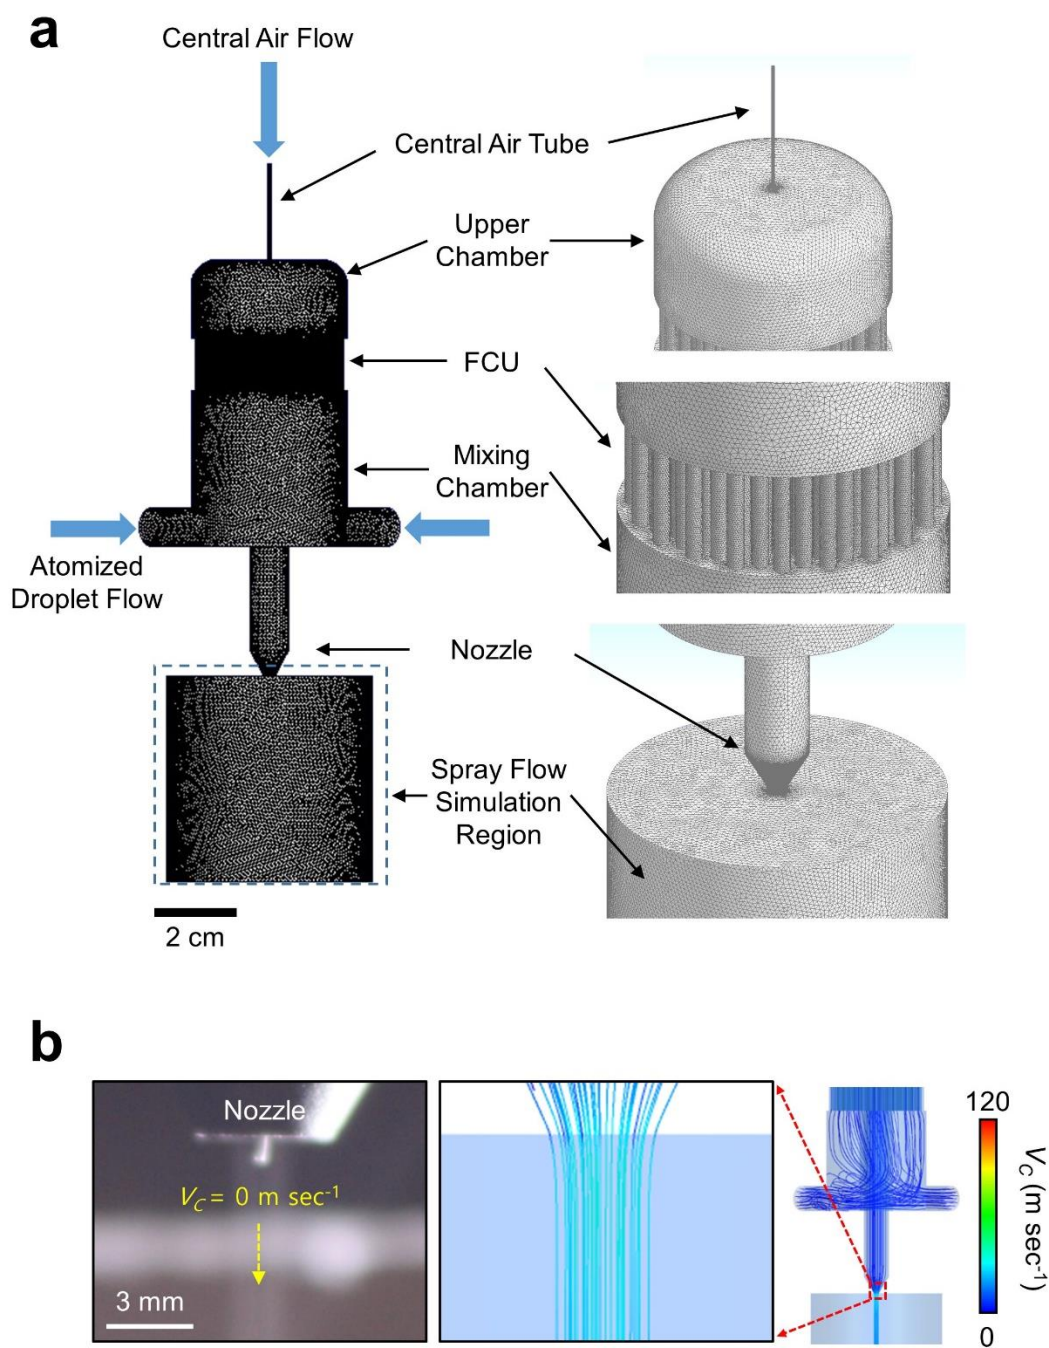 a
Central Air Flow
Central Air Tube
Upper
Chamber
FCU
Mixing
Chamber
Atomized
Droplet Flow
Nozzle
Spray Flow
Simulation
Region
2 cm
b
Nozzle
V_C = 0 m sec⁻¹
3 mm
120
V_C (m sec⁻¹)
0